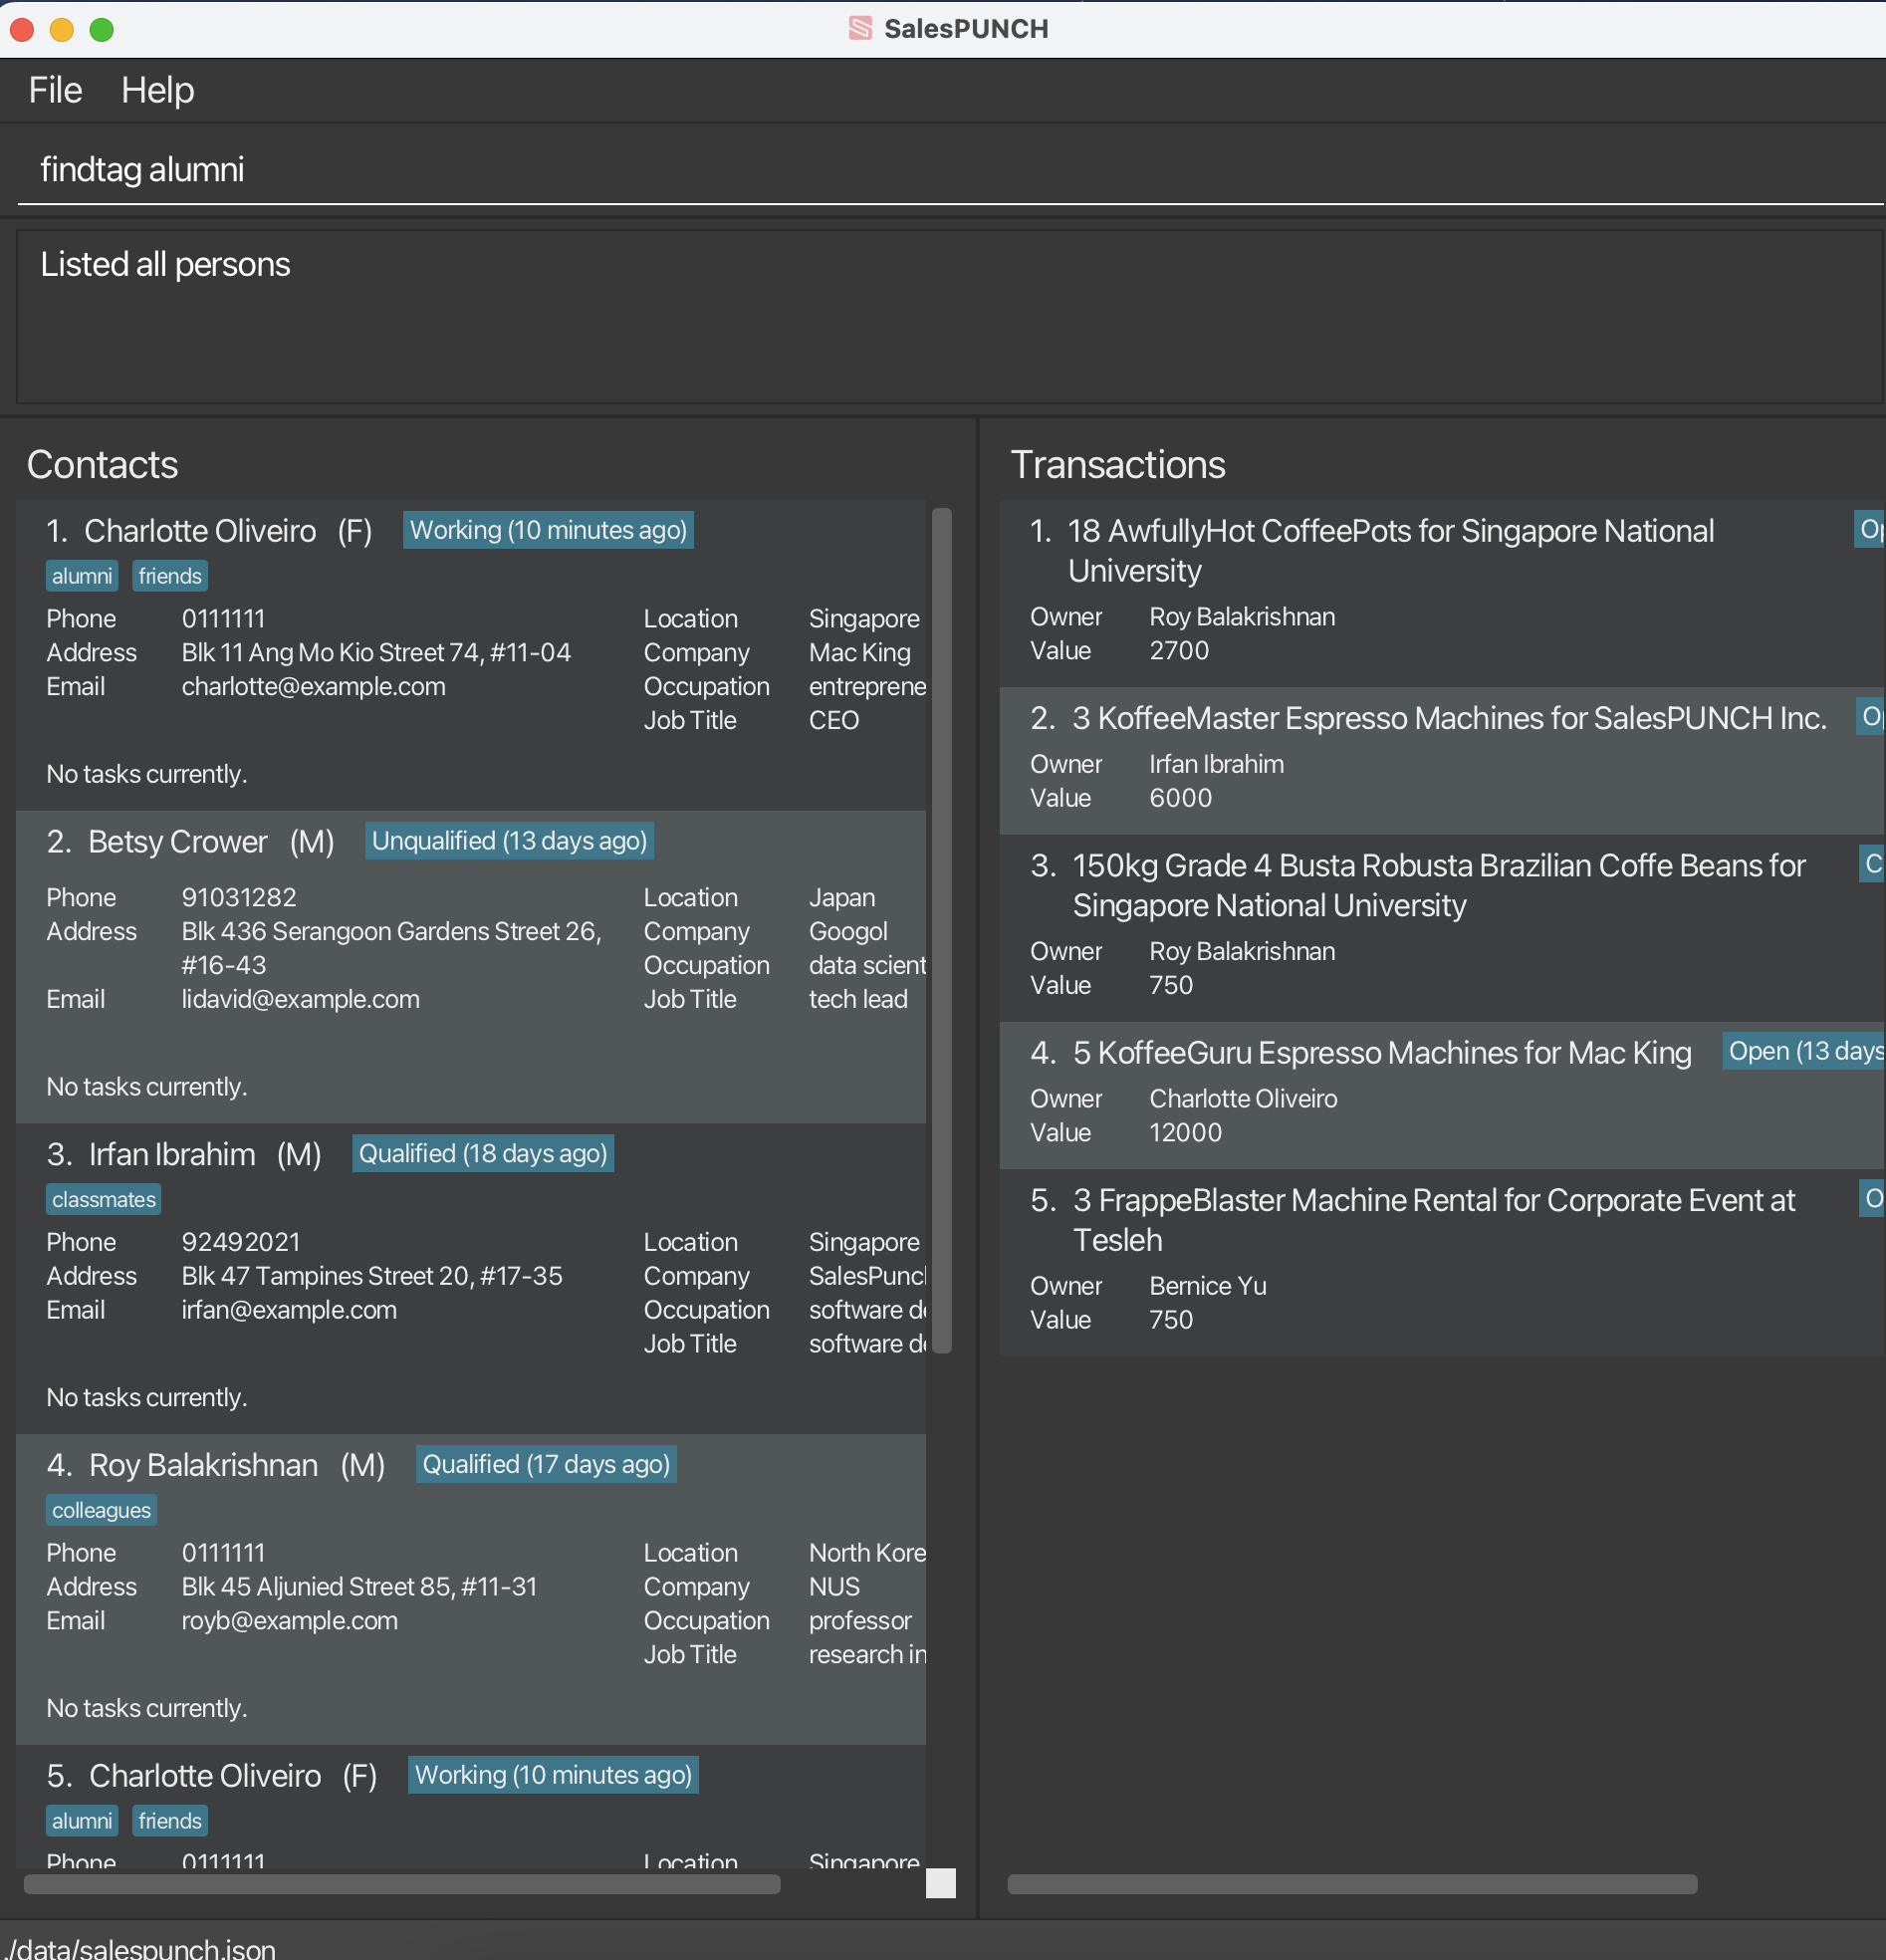 SalesPUNCH
File Help
findtag alumni
Listed all persons
Contacts
1. Charlotte Oliveiro (F) Working (10 minutes ago)
alumni friends
Phone 0111111 Location Singapore
Address Blk 11 Ang Mo Kio Street 74, #11-04 Company Mac King
Email charlotte@example.com Occupation entreprene
Job Title CEO
No tasks currently.
2. Betsy Crower (M) Unqualified (13 days ago)
Phone 91031282 Location Japan
Address Blk 436 Serangoon Gardens Street 26, Company Googol
#16-43 Occupation data scient
Email lidavid@example.com Job Title tech lead
No tasks currently.
3. Irfan Ibrahim (M) Qualified (18 days ago)
classmates
Phone 92492021 Location Singapore
Address Blk 47 Tampines Street 20, #17-35 Company SalesPunch
Email irfan@example.com Occupation software de
Job Title software de
No tasks currently.
4. Roy Balakrishnan (M) Qualified (17 days ago)
colleagues
Phone 0111111 Location North Kore
Address Blk 45 Aljunied Street 85, #11-31 Company NUS
Email royb@example.com Occupation professor
Job Title research in
No tasks currently.
5. Charlotte Oliveiro (F) Working (10 minutes ago)
alumni friends
Phone 0111111 Location Singapore
Transactions
1. 18 AwfullyHot CoffeePots for Singapore National Op
University
Owner Roy Balakrishnan
Value 2700
2. 3 KoffeeMaster Espresso Machines for SalesPUNCH Inc. O
Owner Irfan Ibrahim
Value 6000
3. 150kg Grade 4 Busta Robusta Brazilian Coffe Beans for C
Singapore National University
Owner Roy Balakrishnan
Value 750
4. 5 KoffeeGuru Espresso Machines for Mac King Open (13 days
Owner Charlotte Oliveiro
Value 12000
5. 3 FrappeBlaster Machine Rental for Corporate Event at O
Tesleh
Owner Bernice Yu
Value 750
./data/salespunch.json